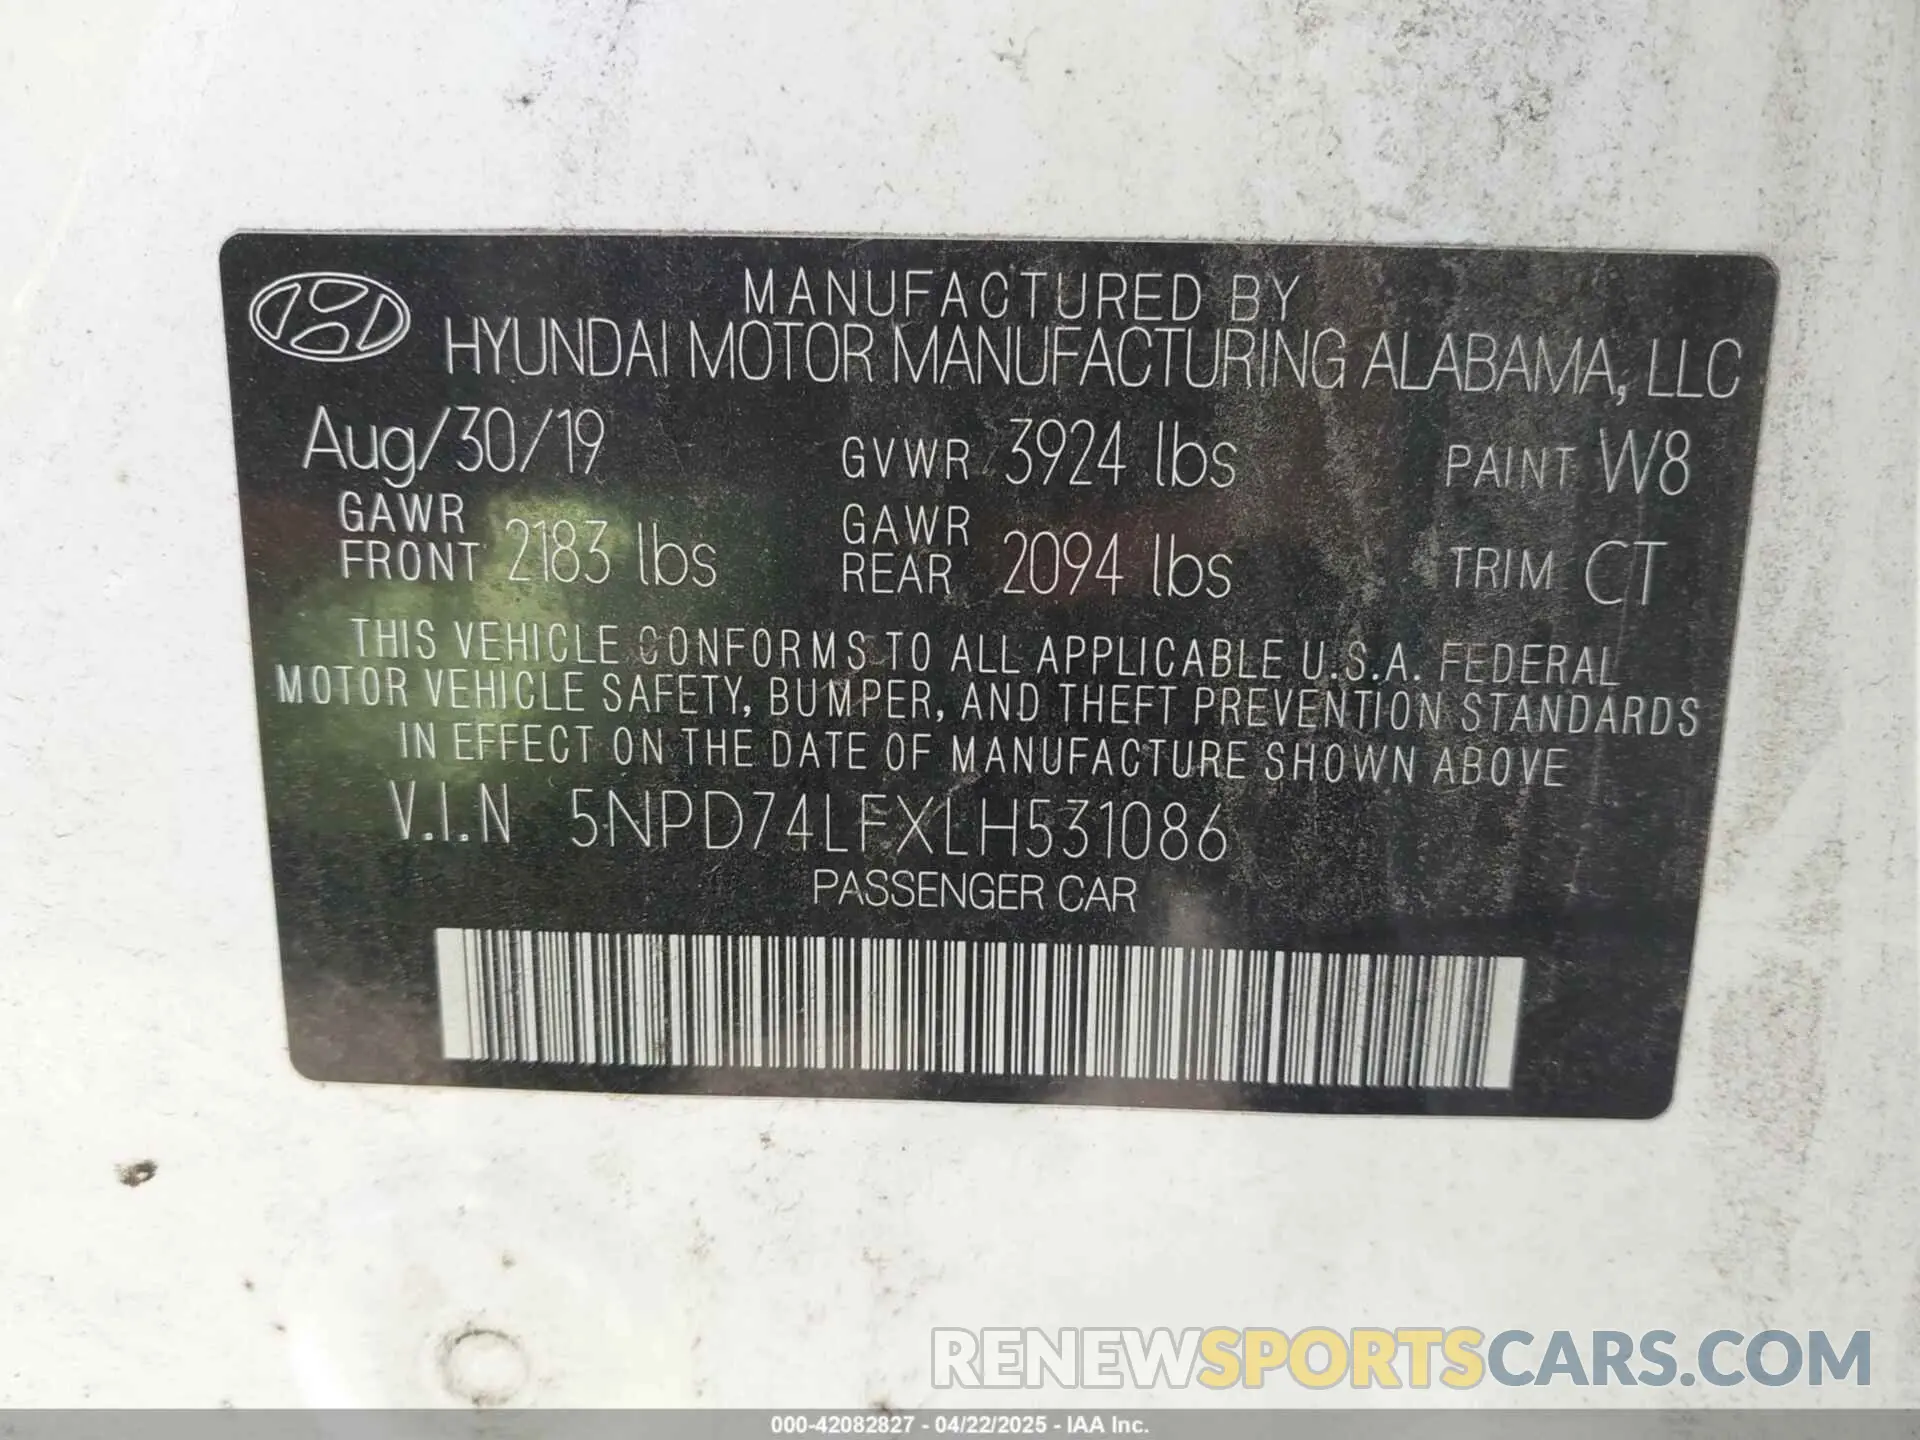 MANUFACTURED BY
HYUNDAI MOTOR MANUFACTURING ALABAMA, LLC
Aug/30/19 GVWR 3924 lbs PAINT W8
GAWR FRONT 2183 lbs GAWR REAR 2094 lbs TRIM CT
THIS VEHICLE CONFORMS TO ALL APPLICABLE U.S.A. FEDERAL
MOTOR VEHICLE SAFETY, BUMPER, AND THEFT PREVENTION STANDARDS
IN EFFECT ON THE DATE OF MANUFACTURE SHOWN ABOVE
V.I.N 5NPD74LFXLH531086
PASSENGER CAR
RENEWSPORTSCARS.COM
000-42082827 - 04/22/2025 - IAA Inc.